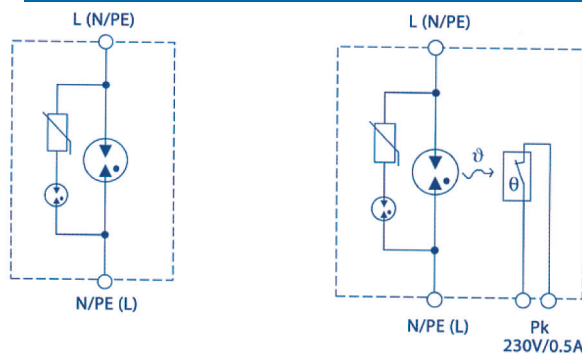 L (N/PE)
N/PE (L)
L (N/PE)
ϑ
θ
N/PE (L)
Pk
230V/0.5A